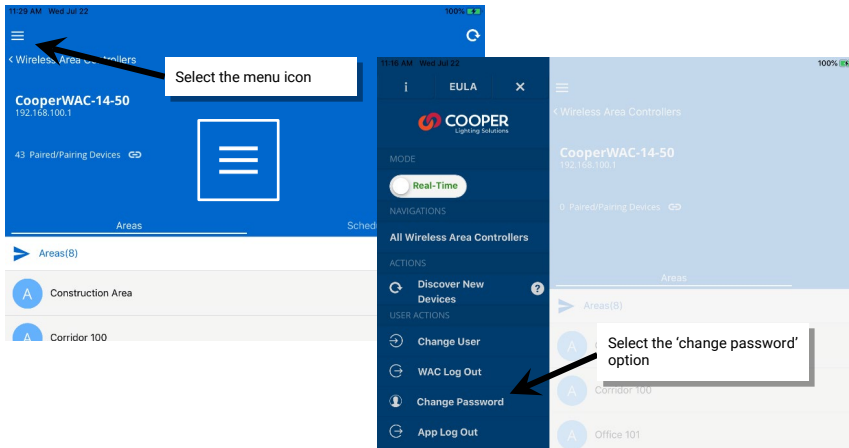 11:29 AM Wed Jul 22
100%
< Wireless Area Controllers
Select the menu icon
CooperWAC-14-50
192.168.100.1
43 Paired/Pairing Devices
Areas
Sched
Areas(8)
A Construction Area
A Corridor 100
11:16 AM Wed Jul 22
100%
i EULA X
COOPER
Lighting Solutions
MODE
Real-Time
NAVIGATIONS
All Wireless Area Controllers
ACTIONS
Discover New
Devices
?
USER ACTIONS
Change User
WAC Log Out
Change Password
App Log Out
< Wireless Area Controllers
CooperWAC-14-50
192.168.100.1
0 Paired/Pairing Devices
Areas
Areas(8)
A
Select the ‘change password’
option
A Corridor 100
A Office 101